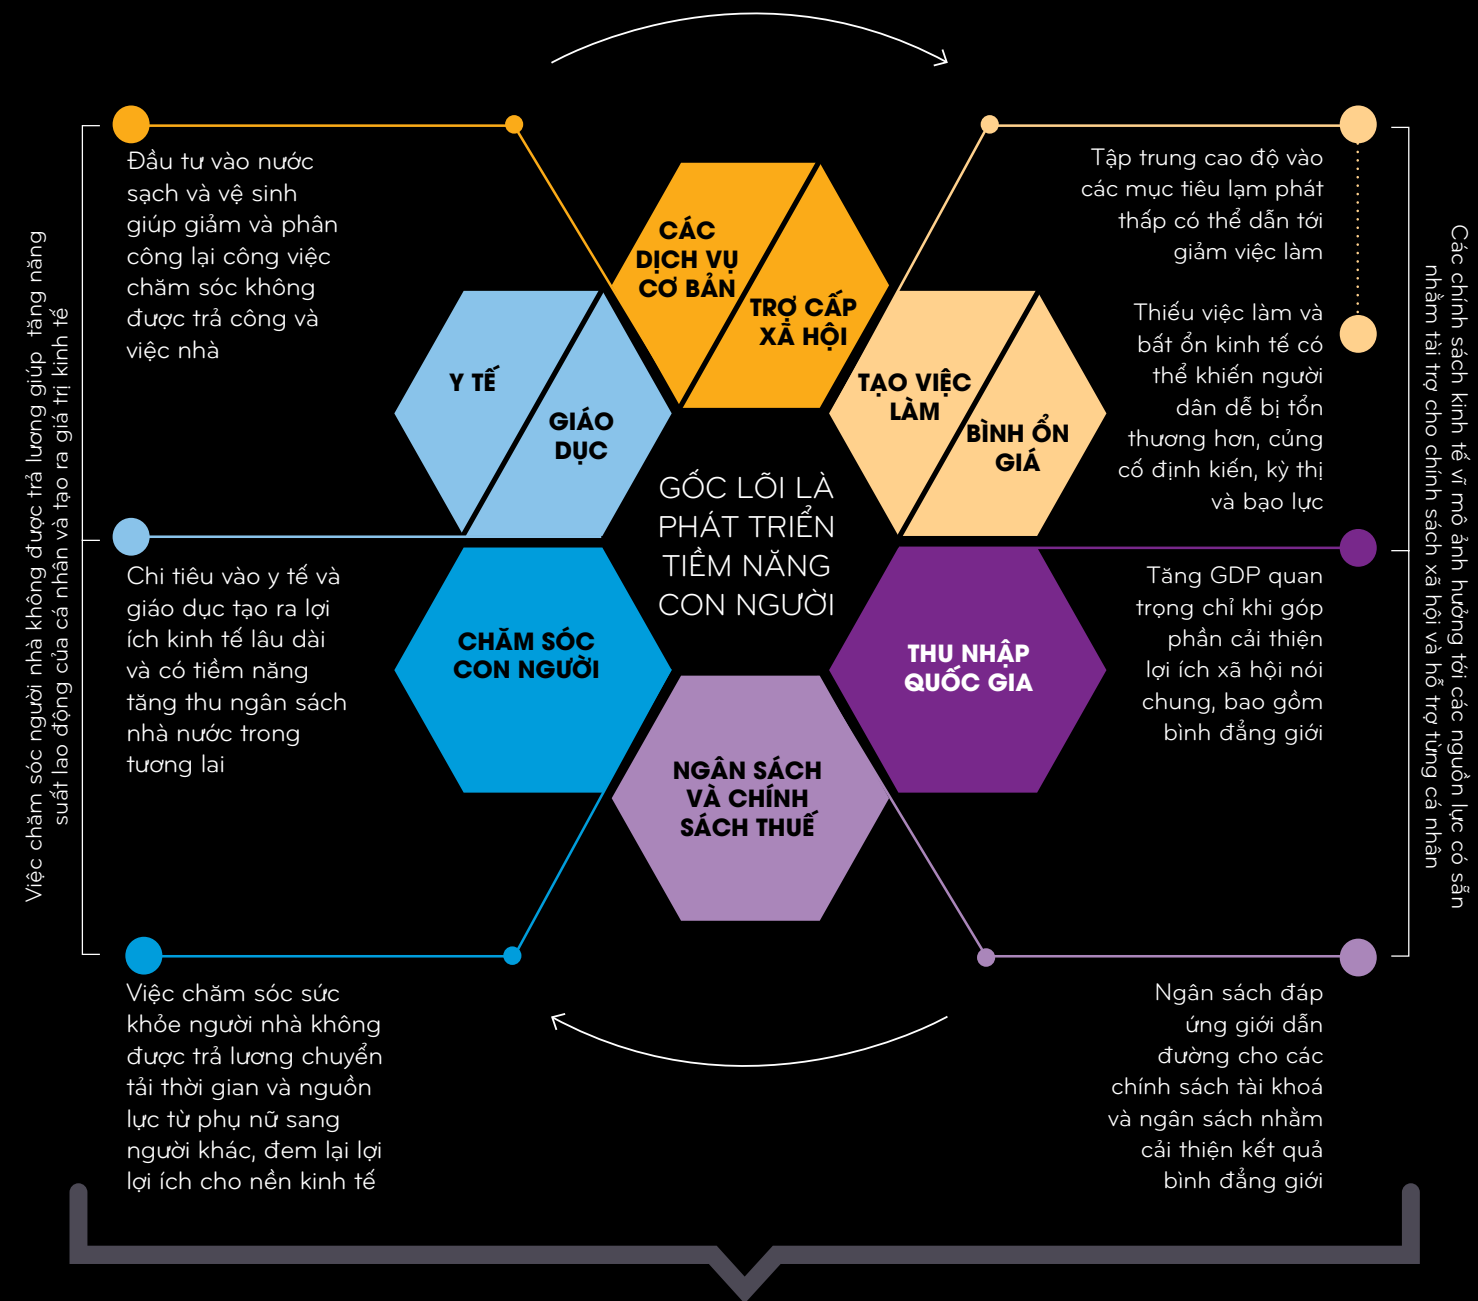 Việc chăm sóc người nhà không được trả lương giúp tăng năng
suất lao động của cá nhân và tạo ra giá trị kinh tế
Đầu tư vào nước
sạch và vệ sinh
giúp giảm và phân
công lại công việc
chăm sóc không
được trả công và
việc nhà
Chi tiêu vào y tế và
giáo dục tạo ra lợi
ích kinh tế lâu dài
và có tiềm năng
tăng thu ngân sách
nhà nước trong
tương lai
Việc chăm sóc sức
khỏe người nhà không
được trả lương chuyển
tải thời gian và nguồn
lực từ phụ nữ sang
người khác, đem lại lợi
lợi ích cho nền kinh tế
CÁC
DỊCH VỤ
CƠ BẢN
TRỢ CẤP
XÃ HỘI
Y TẾ
GIÁO
DỤC
TẠO VIỆC
LÀM
BÌNH ỔN
GIÁ
GỐC LÕI LÀ
PHÁT TRIỂN
TIỀM NĂNG
CON NGƯỜI
CHĂM SÓC
CON NGƯỜI
THU NHẬP
QUỐC GIA
NGÂN SÁCH
VÀ CHÍNH
SÁCH THUẾ
Tập trung cao độ vào
các mục tiêu lạm phát
thấp có thể dẫn tới
giảm việc làm
Thiếu việc làm và
bất ổn kinh tế có
thể khiến người
dân dễ bị tổn
thương hơn, củng
cố định kiến, kỳ thị
và bạo lực
Tăng GDP quan
trọng chỉ khi góp
phần cải thiện
lợi ích xã hội nói
chung, bao gồm
bình đẳng giới
Ngân sách đáp
ứng giới dẫn
đường cho các
chính sách tài khoá
và ngân sách nhằm
cải thiện kết quả
bình đẳng giới
Các chính sách kinh tế vĩ mô ảnh hưởng tới các nguồn lực có sẵn
nhằm tài trợ cho chính sách xã hội và hỗ trợ từng cá nhân